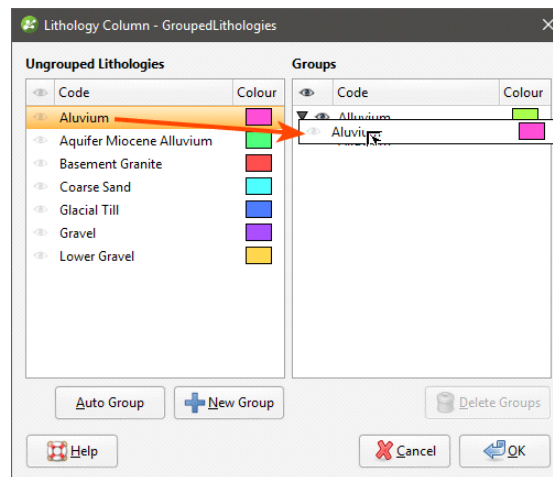 Lithology Column - GroupedLithologies
Ungrouped Lithologies
Groups
Code Colour
Code Colour
Aluvium
Aquifer Miocene Alluvium
Basement Granite
Coarse Sand
Glacial Till
Gravel
Lower Gravel
Alluvium
Aluvium
Auto Group
New Group
Delete Groups
Help
Cancel
OK